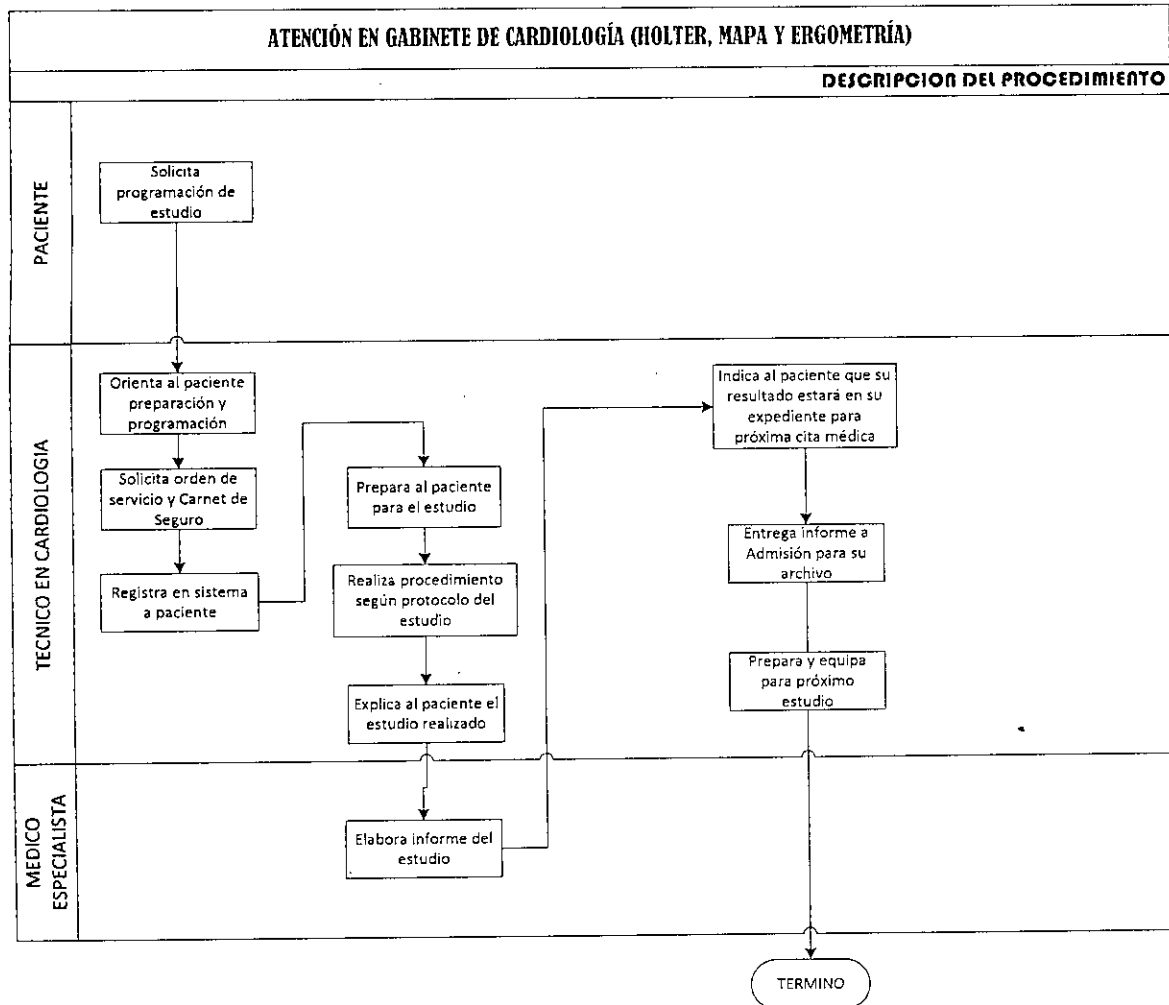 ATENCIÓN EN GABINETE DE CARDIOLOGÍA (HOLTER, MAPA Y ERGOMETRÍA)
DESCRIPCION DEL PROCEDIMIENTO
PACIENTE
Solicita
programación de
estudio
TECNICO EN CARDIOLOGIA
Orienta al paciente
preparación y
programación
Solicita orden de
servicio y Carnet de
Seguro
Registra en sistema
a paciente
Prepara al paciente
para el estudio
Realiza procedimiento
según protocolo del
estudio
Explica al paciente el
estudio realizado
Indica al paciente que su
resultado estará en su
expediente para
próxima cita médica
Entrega informe a
Admisión para su
archivo
Prepara y equipa
para próximo
estudio
MEDICO
ESPECIALISTA
Elabora informe del
estudio
TERMINO